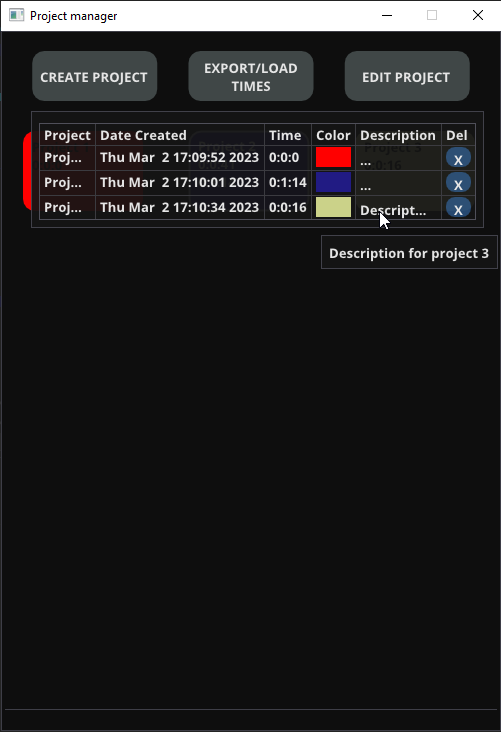 Project manager
CREATE PROJECT
EXPORT/LOAD
TIMES
EDIT PROJECT
Project Date Created Time Color Description Del
Proj... Thu Mar  2 17:09:52 2023 0:0:0 ... X
Proj... Thu Mar  2 17:10:01 2023 0:1:14 ... X
Proj... Thu Mar  2 17:10:34 2023 0:0:16 Descript... X
Description for project 3